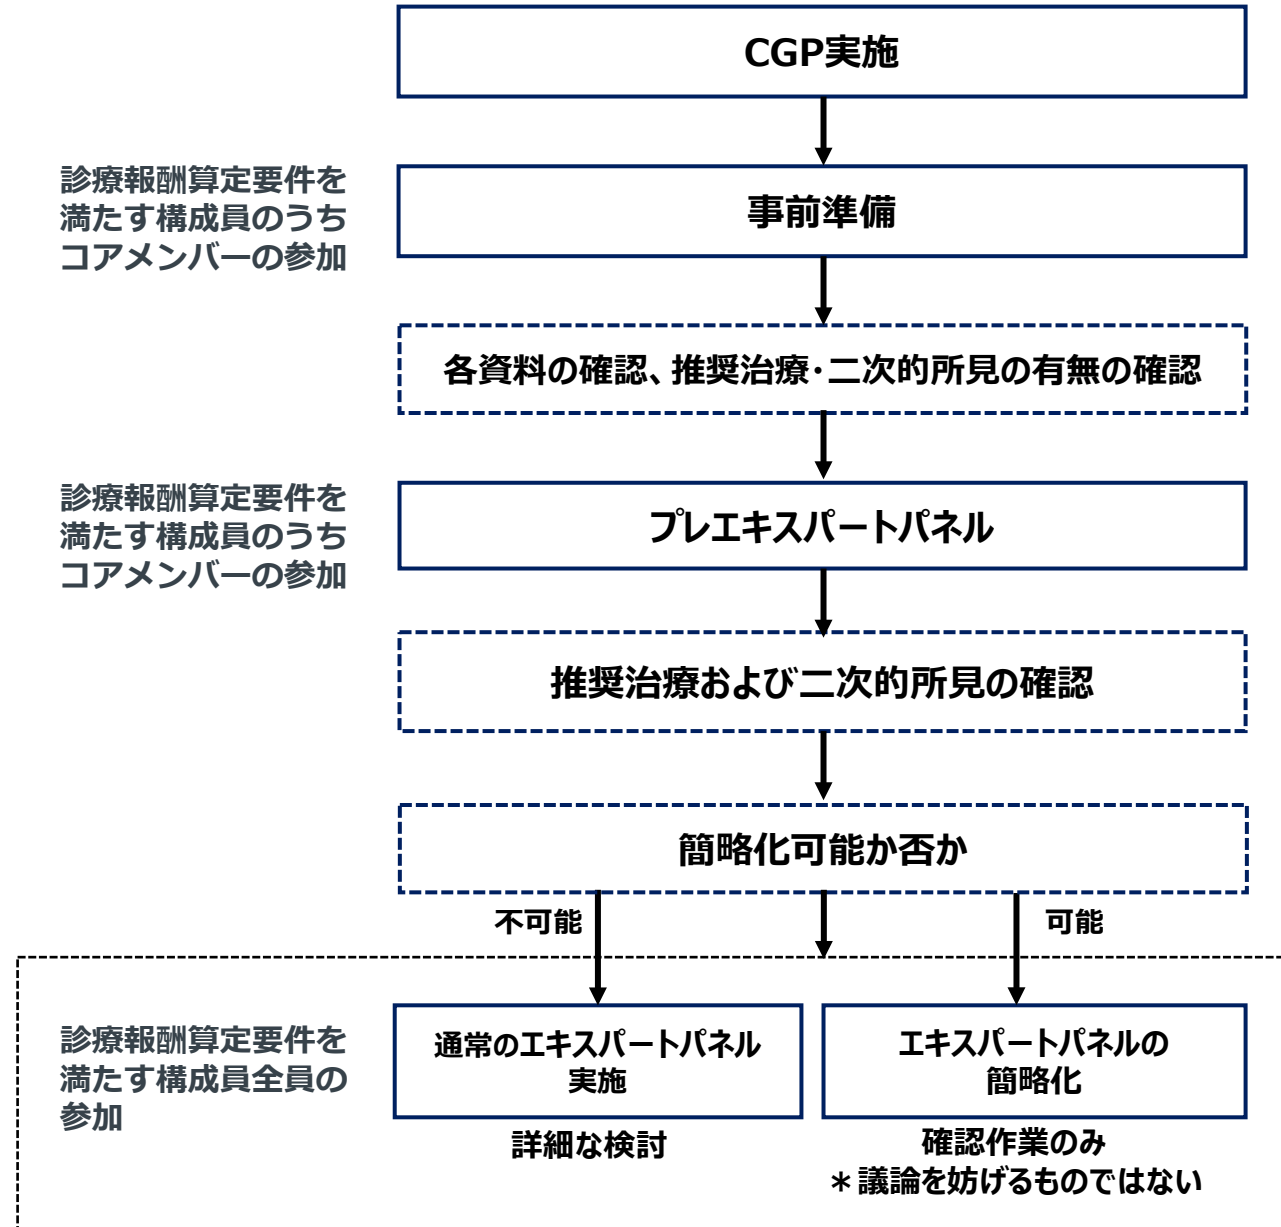 CGP実施
診療報酬算定要件を
満たす構成員のうち
コアメンバーの参加
事前準備
各資料の確認、推奨治療・二次的所見の有無の確認
診療報酬算定要件を
満たす構成員のうち
コアメンバーの参加
プレエキスパートパネル
推奨治療および二次的所見の確認
簡略化可能か否か
不可能
可能
診療報酬算定要件を
満たす構成員全員の
参加
通常のエキスパートパネル
実施
エキスパートパネルの
簡略化
詳細な検討
確認作業のみ
＊議論を妨げるものではない